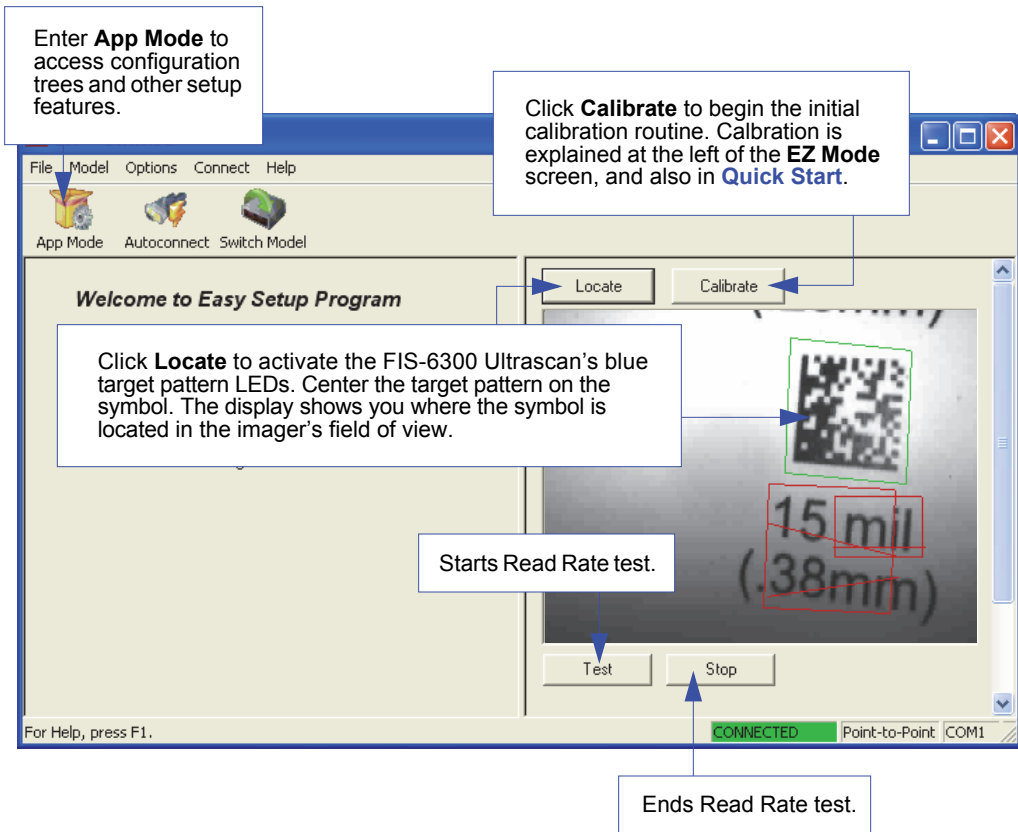 Enter App Mode to
access configuration
trees and other setup
features.
Click Calibrate to begin the initial
calibration routine. Calbration is
explained at the left of the EZ Mode
screen, and also in Quick Start.
File Model Options Connect Help
App Mode Autoconnect Switch Model
Welcome to Easy Setup Program
Locate Calibrate
Click Locate to activate the FIS-6300 Ultrascan's blue
target pattern LEDs. Center the target pattern on the
symbol. The display shows you where the symbol is
located in the imager's field of view.
15 mil
(.38mm)
Starts Read Rate test.
Test Stop
For Help, press F1. CONNECTED Point-to-Point COM1
Ends Read Rate test.